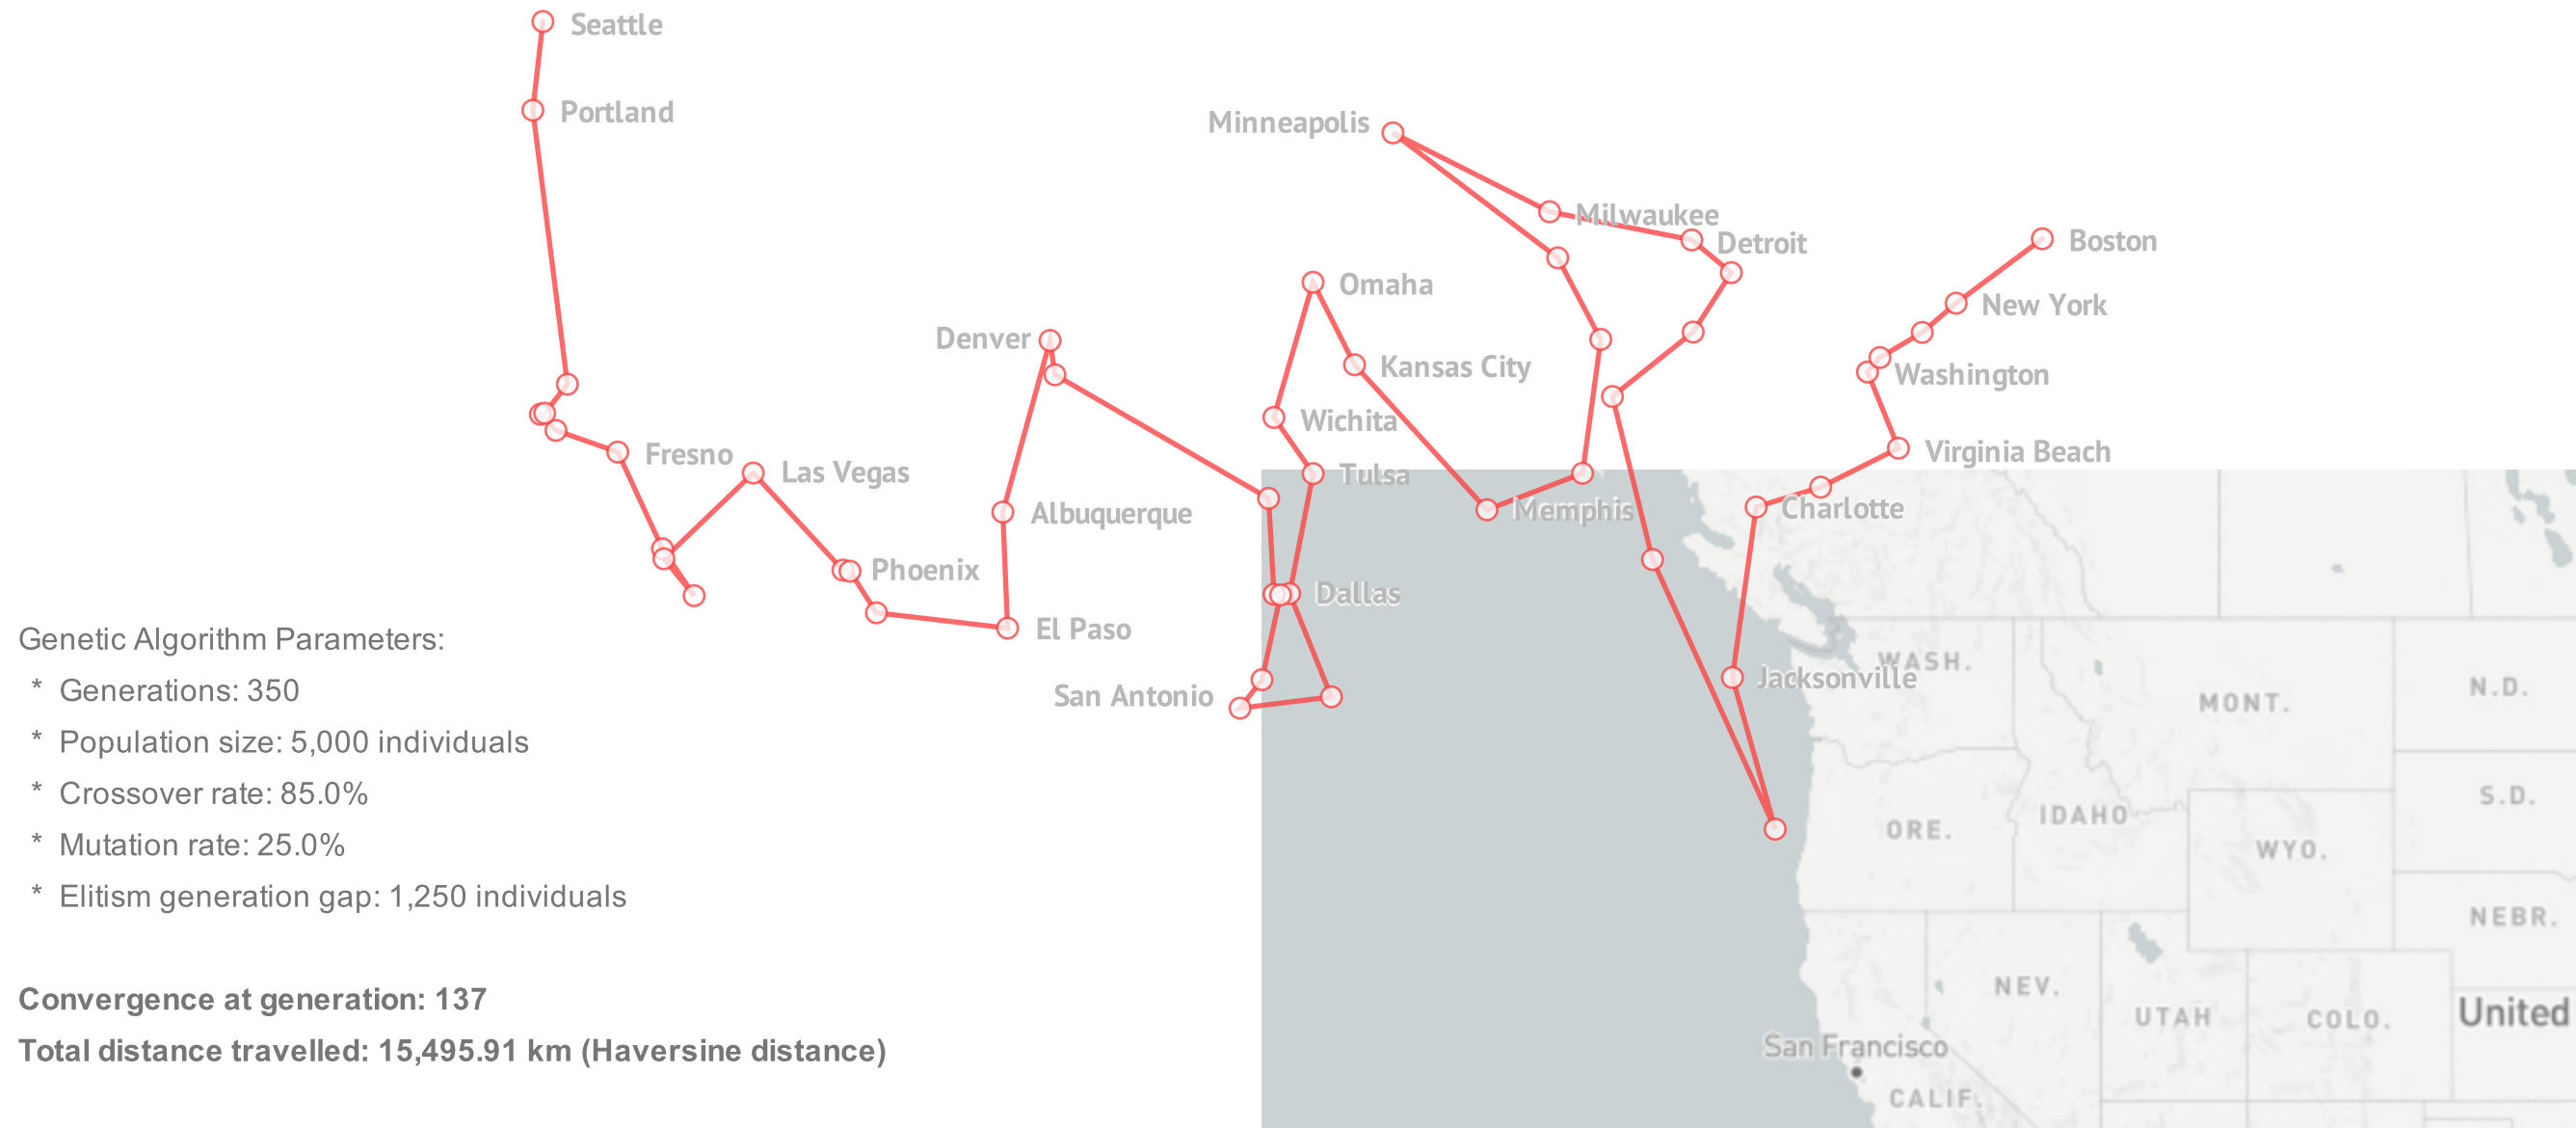 Seattle
Portland
Minneapolis
Milwaukee
Detroit
Boston
Omaha
New York
Denver
Kansas City
Washington
Wichita
Virginia Beach
Fresno
Las Vegas
Tulsa
Albuquerque
Memphis
Charlotte
Phoenix
Dallas
El Paso
San Antonio
Jacksonville
WASH.
MONT.
N.D.
ORE.
IDAHO
S.D.
WYO.
NEBR.
NEV.
UTAH
COLO.
United
San Francisco
CALIF.
Genetic Algorithm Parameters:
* Generations: 350
* Population size: 5,000 individuals
* Crossover rate: 85.0%
* Mutation rate: 25.0%
* Elitism generation gap: 1,250 individuals
Convergence at generation: 137
Total distance travelled: 15,495.91 km (Haversine distance)